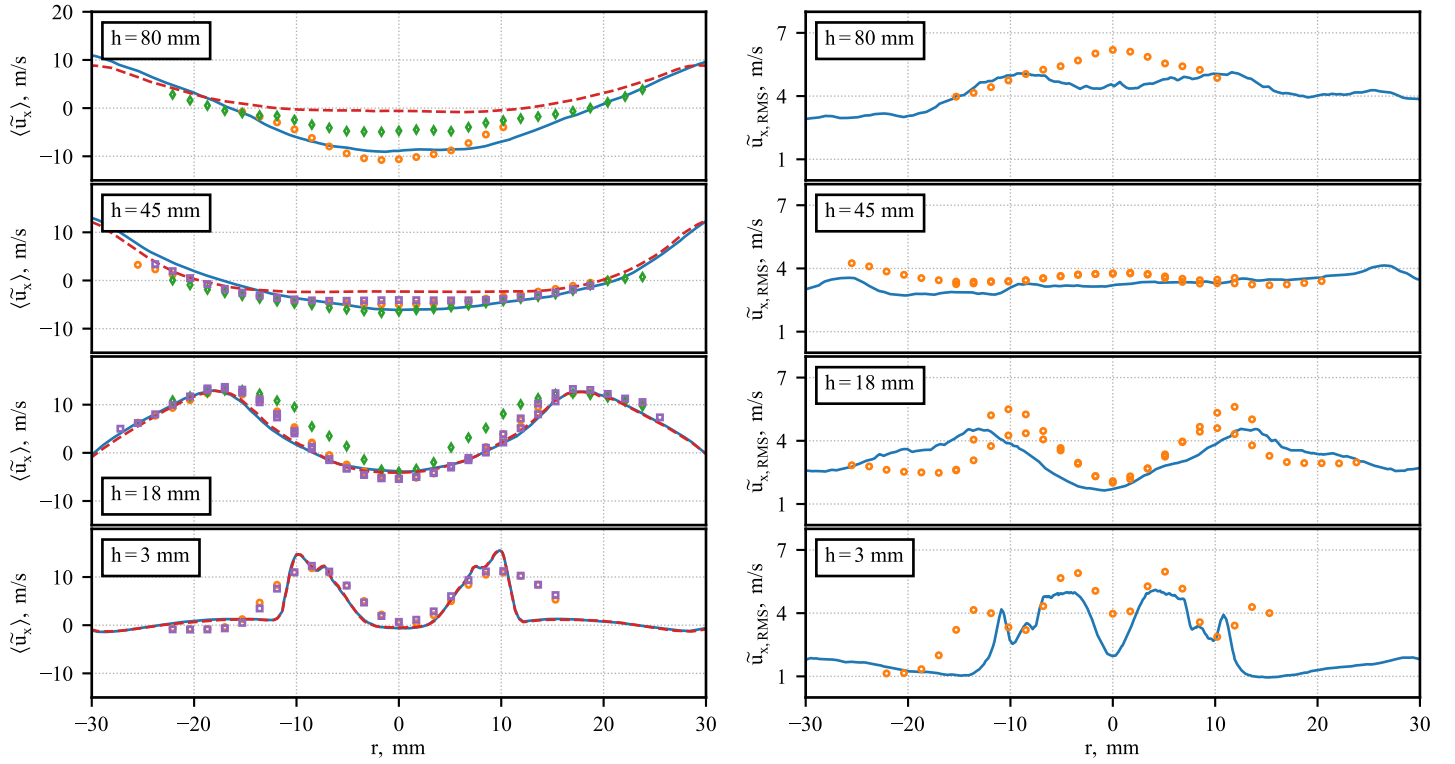 20
10
0
−10
⟨ũₓ⟩, m/s
h = 80 mm
10
0
−10
⟨ũₓ⟩, m/s
h = 45 mm
10
0
−10
⟨ũₓ⟩, m/s
h = 18 mm
10
0
−10
⟨ũₓ⟩, m/s
h = 3 mm
−30 −20 −10 0 10 20 30
r, mm
7
4
1
ũx, RMS, m/s
h = 80 mm
7
4
1
ũx, RMS, m/s
h = 45 mm
7
4
1
ũx, RMS, m/s
h = 18 mm
7
4
1
ũx, RMS, m/s
h = 3 mm
−30 −20 −10 0 10 20 30
r, mm